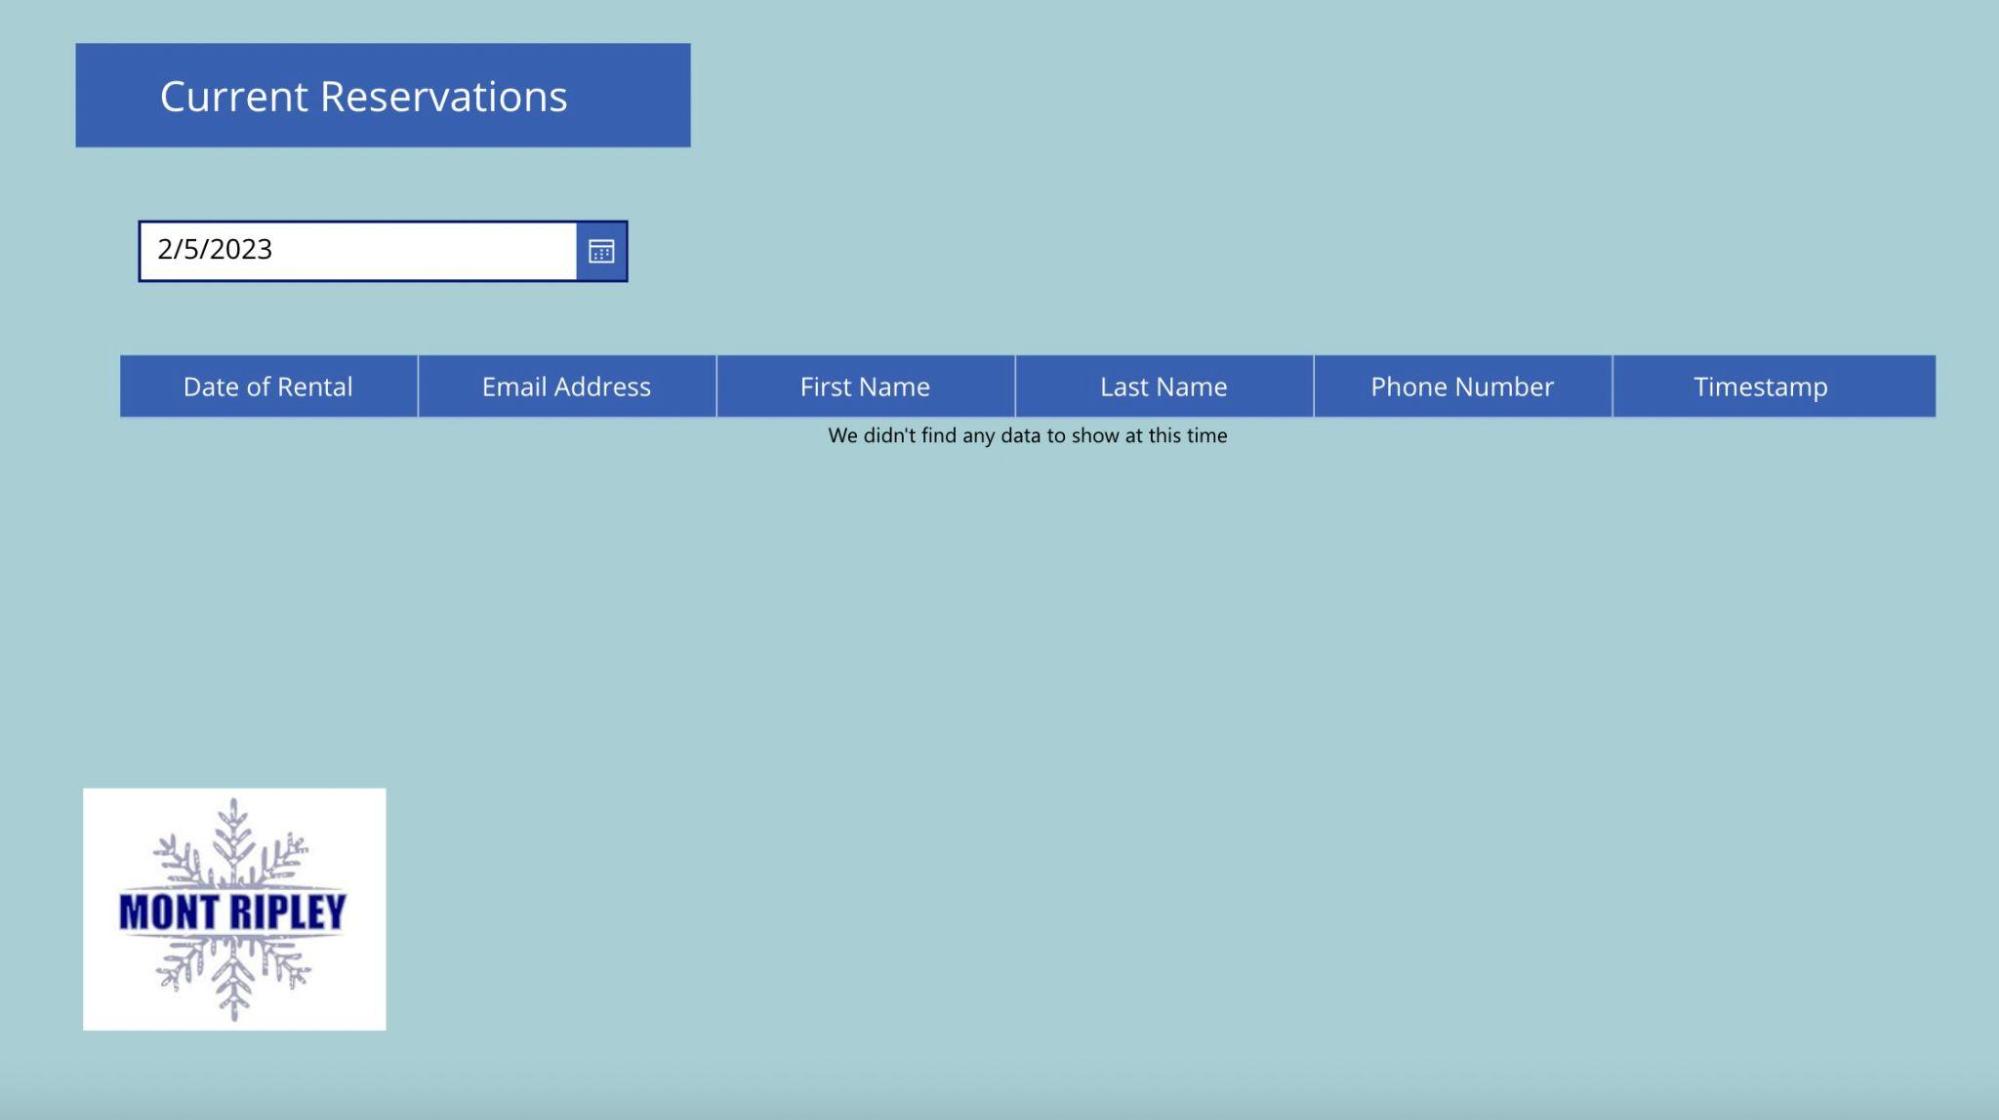 Current Reservations
2/5/2023
Date of Rental Email Address First Name Last Name Phone Number Timestamp
We didn't find any data to show at this time
MONT RIPLEY